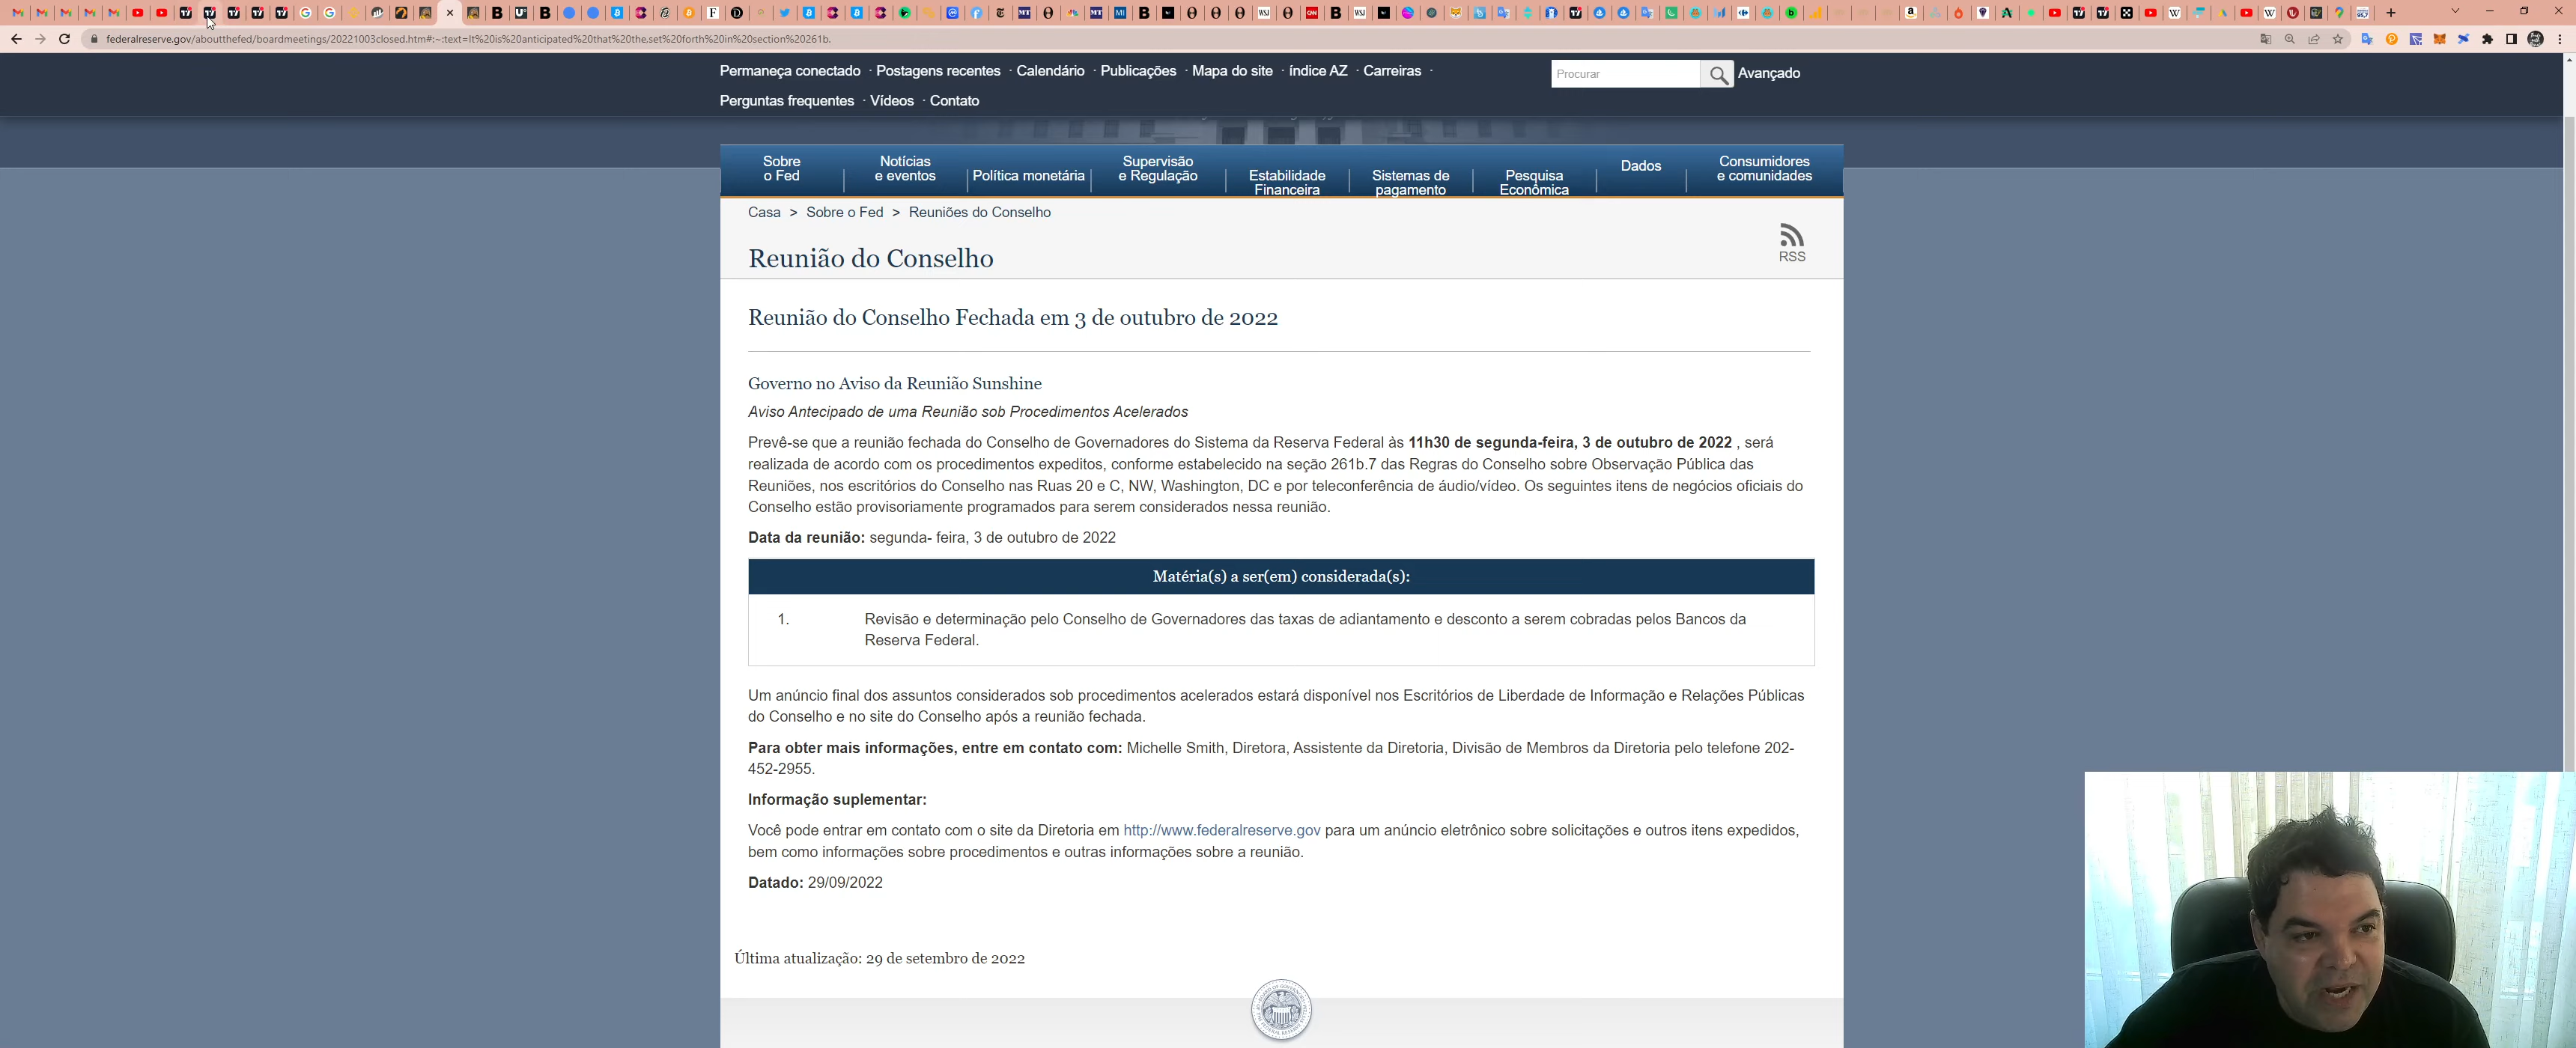 federalreserve.gov/aboutthefed/boardmeetings/20221003closed.htm#:~:text=It%20is%20anticipated%20that%20the,set%20forth%20in%20section%20261b.
Permaneça conectado · Postagens recentes · Calendário · Publicações · Mapa do site · índice AZ · Carreiras ·
Perguntas frequentes · Vídeos · Contato
Procurar
Avançado
Sobre
o Fed
Notícias
e eventos
Política monetária
Supervisão
e Regulação
Estabilidade
Financeira
Sistemas de
pagamento
Pesquisa
Econômica
Dados
Consumidores
e comunidades
Casa > Sobre o Fed > Reuniões do Conselho
RSS
Reunião do Conselho
Reunião do Conselho Fechada em 3 de outubro de 2022
Governo no Aviso da Reunião Sunshine
Aviso Antecipado de uma Reunião sob Procedimentos Acelerados
Prevê-se que a reunião fechada do Conselho de Governadores do Sistema da Reserva Federal às 11h30 de segunda-feira, 3 de outubro de 2022 , será
realizada de acordo com os procedimentos expeditos, conforme estabelecido na seção 261b.7 das Regras do Conselho sobre Observação Pública das
Reuniões, nos escritórios do Conselho nas Ruas 20 e C, NW, Washington, DC e por teleconferência de áudio/vídeo. Os seguintes itens de negócios oficiais do
Conselho estão provisoriamente programados para serem considerados nessa reunião.
Data da reunião: segunda- feira, 3 de outubro de 2022
Matéria(s) a ser(em) considerada(s):
1. Revisão e determinação pelo Conselho de Governadores das taxas de adiantamento e desconto a serem cobradas pelos Bancos da
Reserva Federal.
Um anúncio final dos assuntos considerados sob procedimentos acelerados estará disponível nos Escritórios de Liberdade de Informação e Relações Públicas
do Conselho e no site do Conselho após a reunião fechada.
Para obter mais informações, entre em contato com: Michelle Smith, Diretora, Assistente da Diretoria, Divisão de Membros da Diretoria pelo telefone 202-
452-2955.
Informação suplementar:
Você pode entrar em contato com o site da Diretoria em http://www.federalreserve.gov para um anúncio eletrônico sobre solicitações e outros itens expedidos,
bem como informações sobre procedimentos e outras informações sobre a reunião.
Datado: 29/09/2022
Última atualização: 29 de setembro de 2022